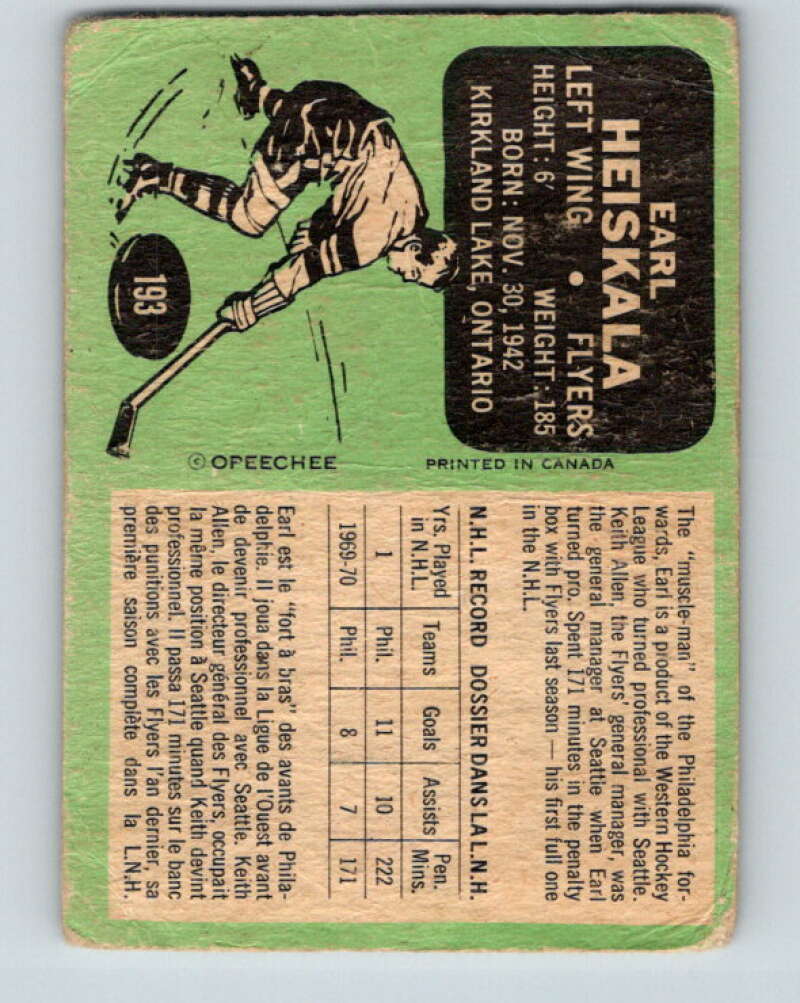 EARL
HEISKALA
LEFT WING • FLYERS
HEIGHT: 6' WEIGHT: 185
BORN: NOV. 30, 1942
KIRKLAND LAKE, ONTARIO
193
© OPEECHEE
PRINTED IN CANADA
The "muscle-man" of the Philadelphia for-
wards, Earl is a product of the Western Hockey
League who turned professional with Seattle.
Keith Allen, the Flyers' general manager, was
the general manager at Seattle when Earl
turned pro. Spent 171 minutes in the penalty
box with Flyers last season — his first full one
in the N.H.L.
N.H.L. RECORD DOSSIER DANS LA L.N.H.
Yrs. Played Teams Goals Assists Pen.
in N.H.L. Mins.
1 Phil. 11 10 222
1969-70 Phil. 8 7 171
Earl est le "fort à bras" des avants de Phila-
delphie. Il joua dans la Ligue de l'Ouest avant
de devenir professionnel avec Seattle. Keith
Allen, le directeur général des Flyers, occupait
la même position à Seattle quand Keith devint
professionnel. Il passa 171 minutes sur le banc
des punitions avec les Flyers l'an dernier, sa
première saison complète dans la L.N.H.